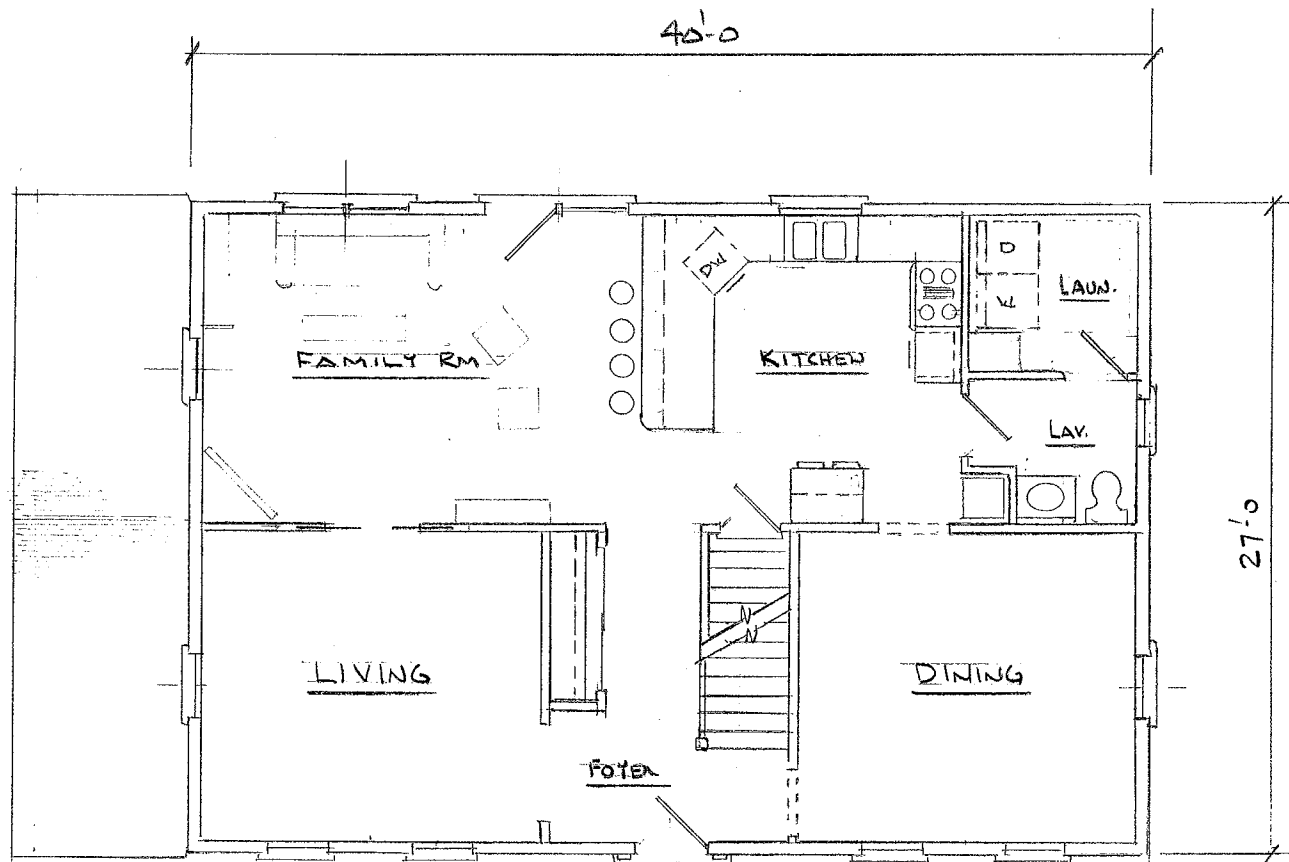 40'-0
D
LAUN.
DW
FAMILY RM
KITCHEN
LAV.
27'-0
LIVING
DINING
FOYER